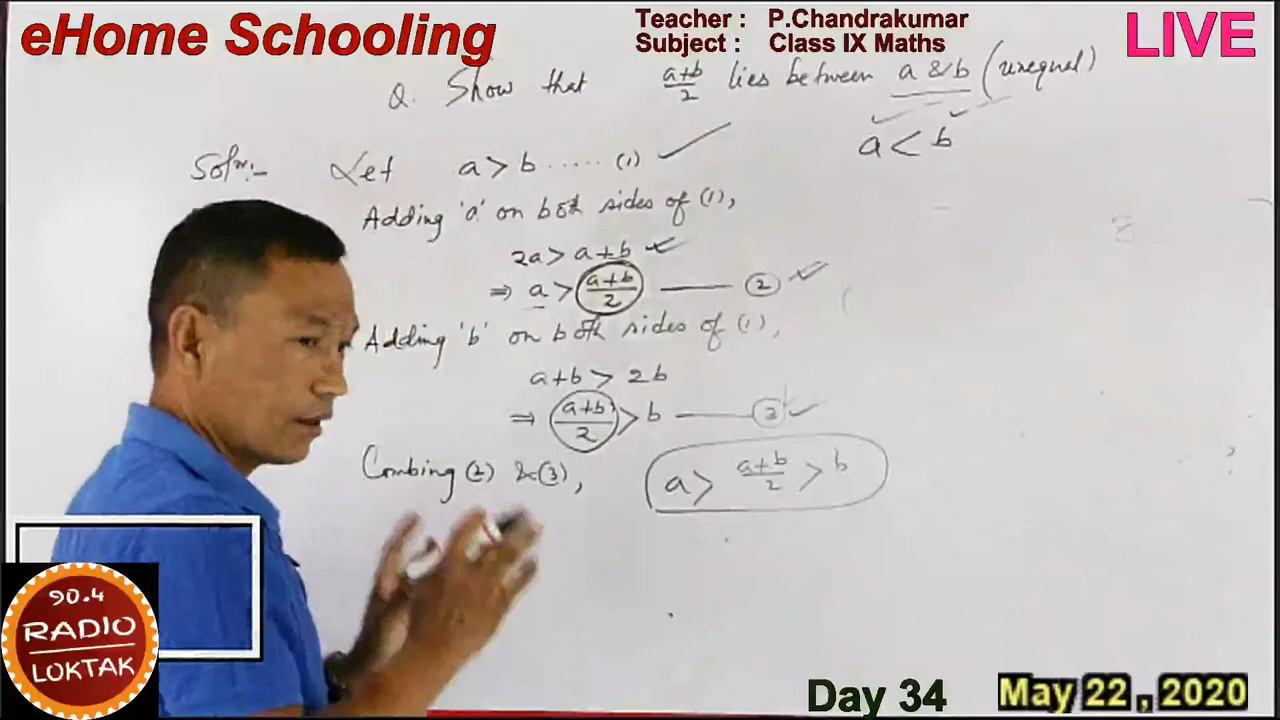 eHome Schooling
Teacher : P.Chandrakumar
Subject : Class IX Maths
LIVE
Q. Show that a+b/2 lies between a & b (unequal)
a < b
Soln:- Let a > b ...... (1)
Adding 'a' on both sides of (1),
2a > a+b
⇒ a > a+b/2 —— (2)
Adding 'b' on both sides of (1),
a+b > 2b
⇒ a+b/2 > b —— (3)
Combing (2) & (3), a > a+b/2 > b
90.4
RADIO
LOKTAK
Day 34
May 22 , 2020